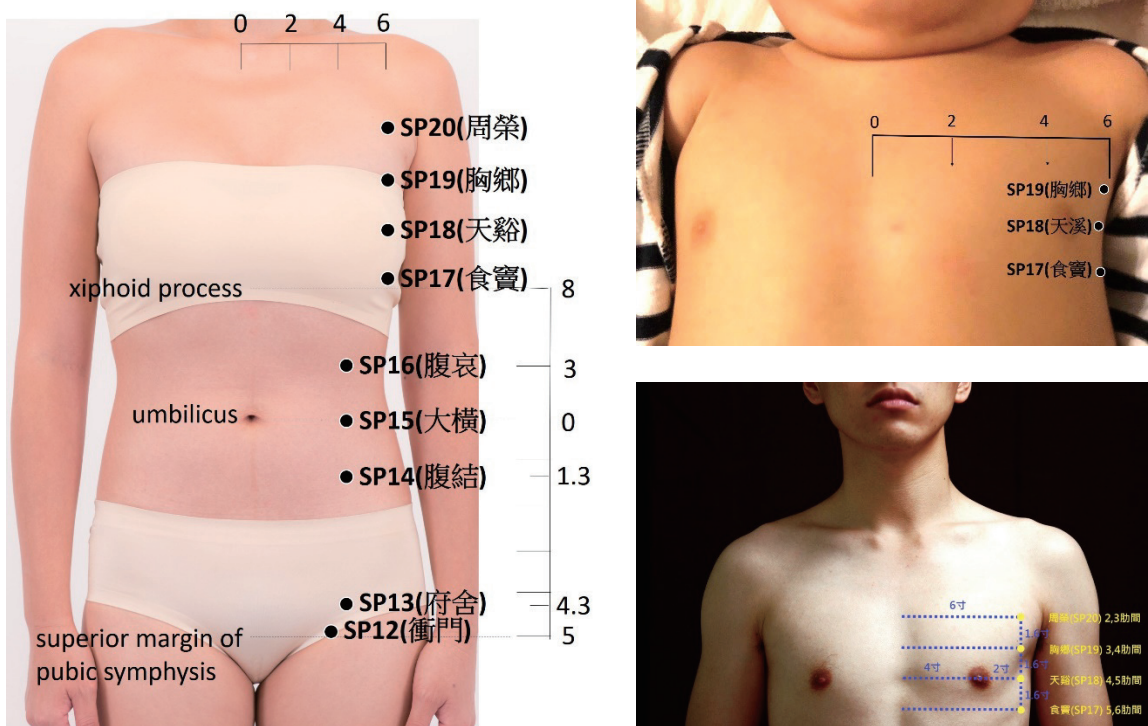 0 2 4 6
SP20(周榮)
SP19(胸鄉)
SP18(天谿)
SP17(食竇)
xiphoid process
8
SP16(腹哀)
3
umbilicus
SP15(大橫)
0
SP14(腹結)
1.3
SP13(府舍)
4.3
SP12(衝門)
5
superior margin of
pubic symphysis
0 2 4 6
SP19(胸鄉)
SP18(天溪)
SP17(食竇)
6寸
周榮(SP20) 2,3肋間
1.6寸
胸鄉(SP19) 3,4肋間
1.6寸
4寸 2寸
天谿(SP18) 4,5肋間
1.6寸
食竇(SP17) 5,6肋間